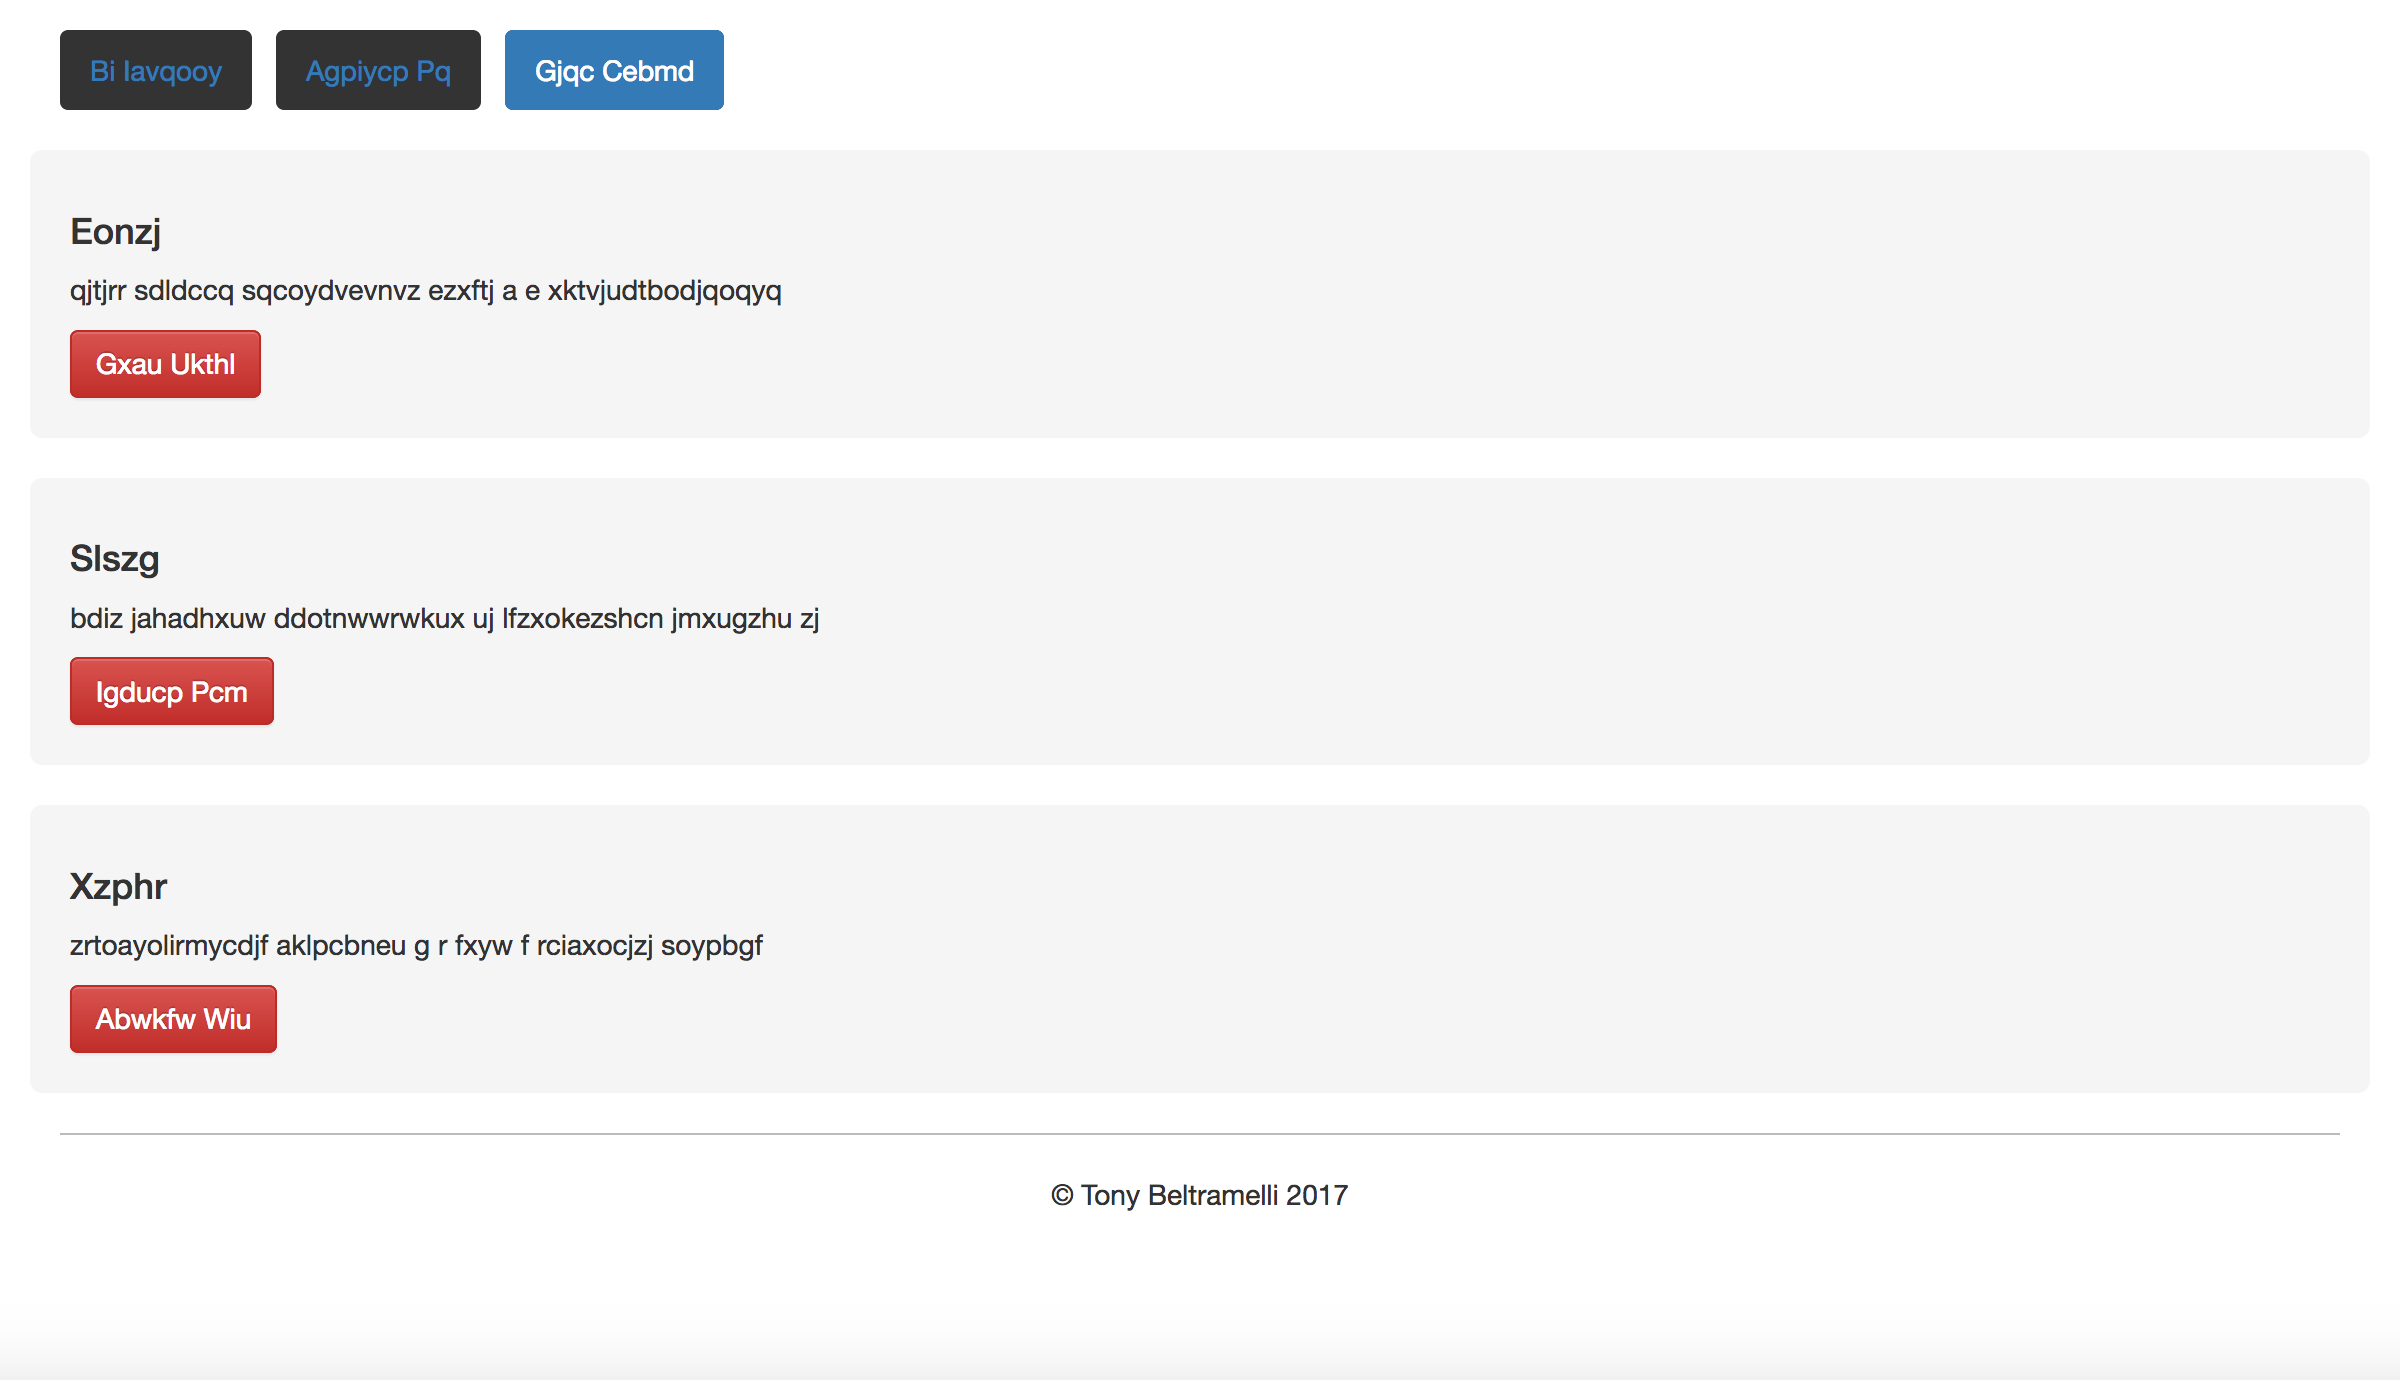 Bi Iavqooy Agpiycp Pq Gjqc Cebmd
Eonzj
qjtjrr sdldccq sqcoydvevnvz ezxftj a e xktvjudtbodjqoqyq
Gxau Ukthl
Slszg
bdiz jahadhxuw ddotnwwrwkux uj lfzxokezshcn jmxugzhu zj
Igducp Pcm
Xzphr
zrtoayolirmycdjf aklpcbneu g r fxyw f rciaxocjzj soypbgf
Abwkfw Wiu
© Tony Beltramelli 2017